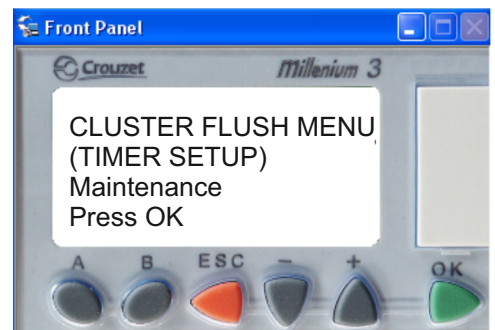 Front Panel
Crouzet
Millenium 3
CLUSTER FLUSH MENU
(TIMER SETUP)
Maintenance
Press OK
A B ESC - + OK